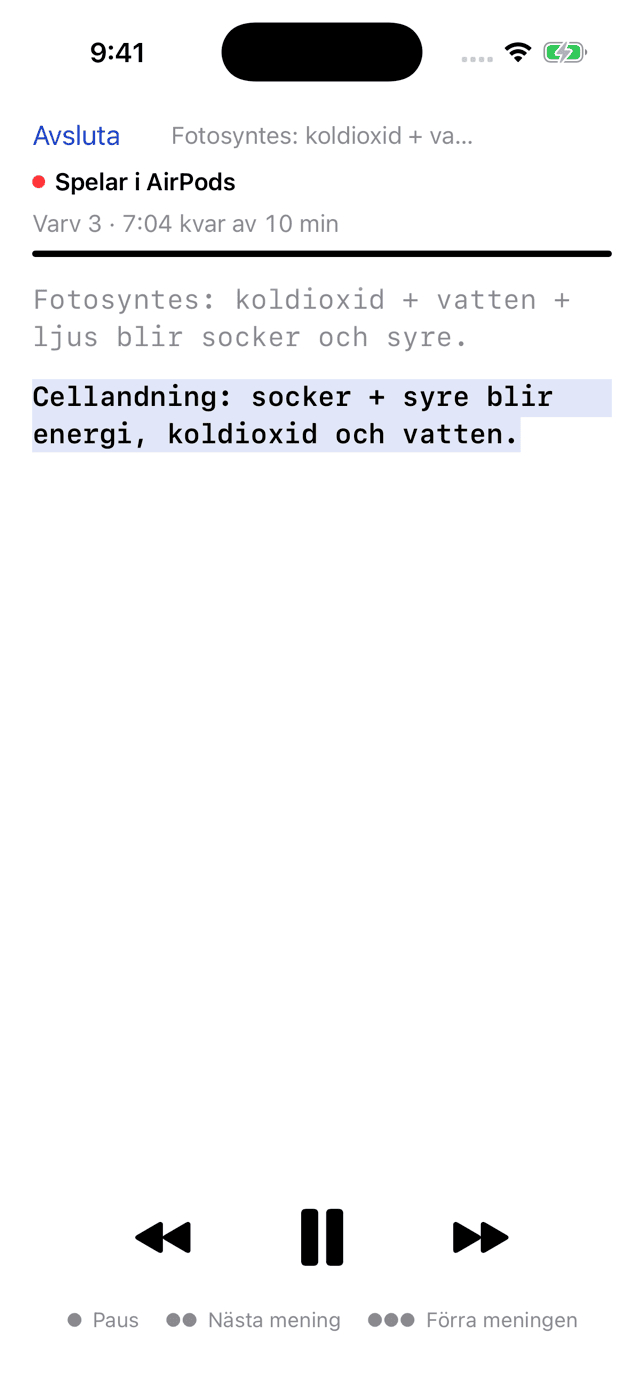 9:41
Avsluta
Fotosyntes: koldioxid + va...
Spelar i AirPods
Varv 3 · 7:04 kvar av 10 min
Fotosyntes: koldioxid + vatten +
ljus blir socker och syre.
Cellandning: socker + syre blir
energi, koldioxid och vatten.
Paus
Nästa mening
Förra meningen